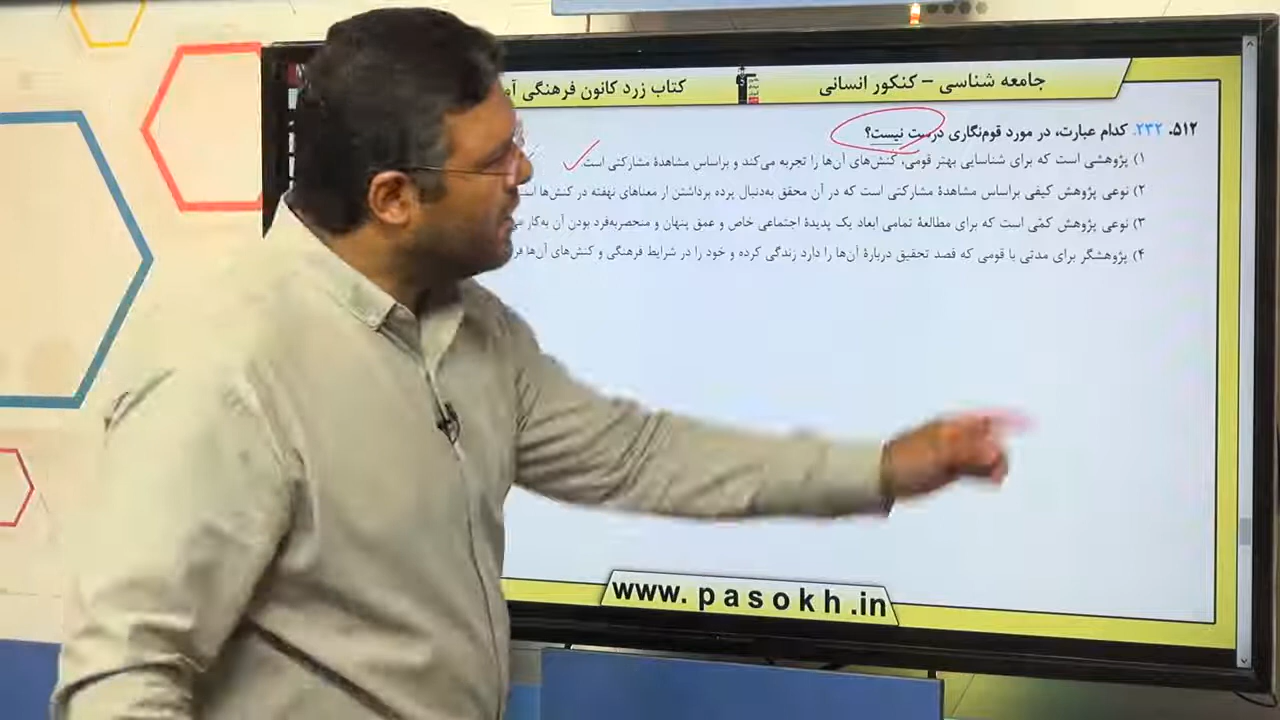 جامعه شناسی - کنکور انسانی
کتاب زرد کانون فرهنگی
۵۱۲. ۲۳۲. کدام عبارت، در مورد قوم‌نگاری درست نیست؟
۱) پژوهشی است که برای شناسایی بهتر قومی، کنش‌های آن‌ها را تجربه می‌کند و براساس مشاهدهٔ مشارکتی است.
۲) نوعی پژوهش کیفی براساس مشاهدهٔ مشارکتی است که در آن محقق به‌دنبال پرده برداشتن از معناهای نهفته در کنش‌ها
۳) نوعی پژوهش کمّی است که برای مطالعهٔ تمامی ابعاد یک پدیدهٔ اجتماعی خاص و عمق پنهان و منحصربه‌فرد بودن آن به‌کار
۴) پژوهشگر برای مدتی با قومی که قصد تحقیق دربارهٔ آن‌ها را دارد زندگی کرده و خود را در شرایط فرهنگی و کنش‌های آن‌ها
www.pasokh.in